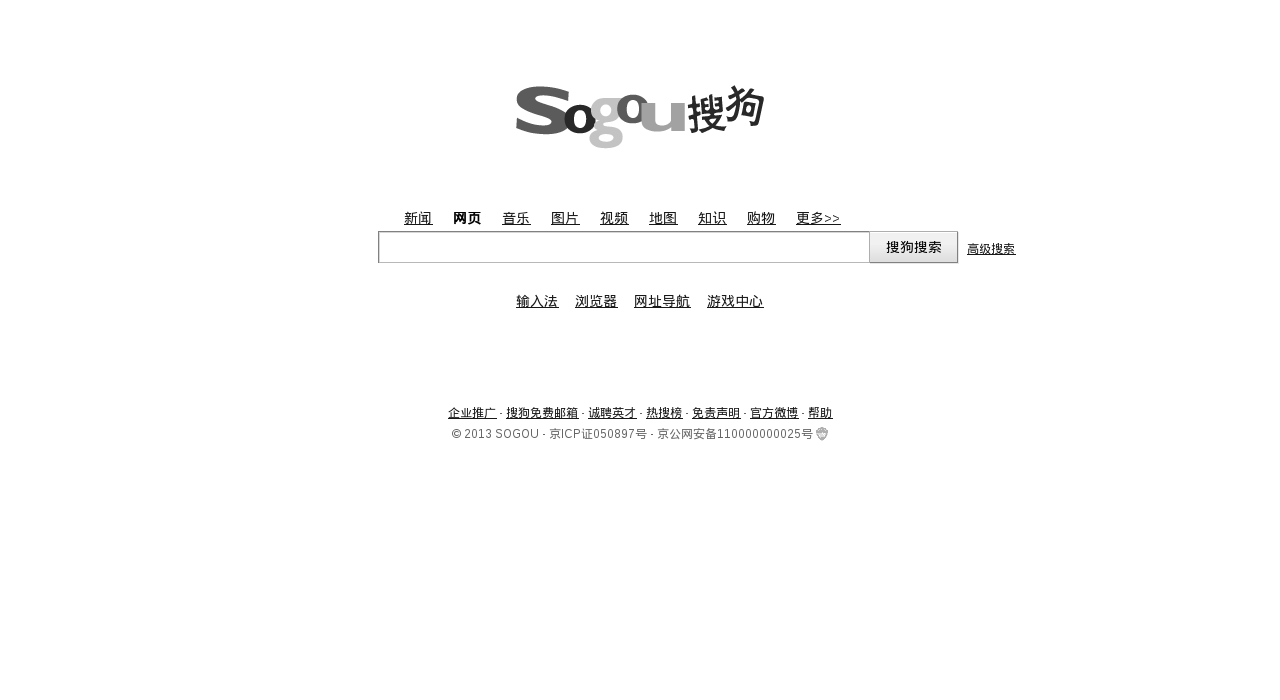 Sogou搜狗
新闻 网页 音乐 图片 视频 地图 知识 购物 更多>>
搜狗搜索 高级搜索
输入法 浏览器 网址导航 游戏中心
企业推广 - 搜狗免费邮箱 - 诚聘英才 - 热搜榜 - 免责声明 - 官方微博 - 帮助
© 2013 SOGOU - 京ICP证050897号 - 京公网安备110000000025号